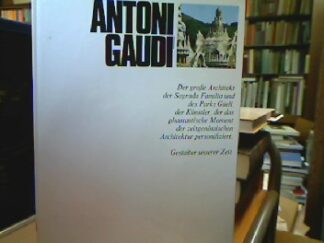 ANTONI
GAUDI
Der große Architekt
der Sagrada Familia und
des Parks Güell,
der Künstler, der das
phantastische Moment
der zeitgenössischen
Architektur personifiziert.
Gestalter unserer Zeit